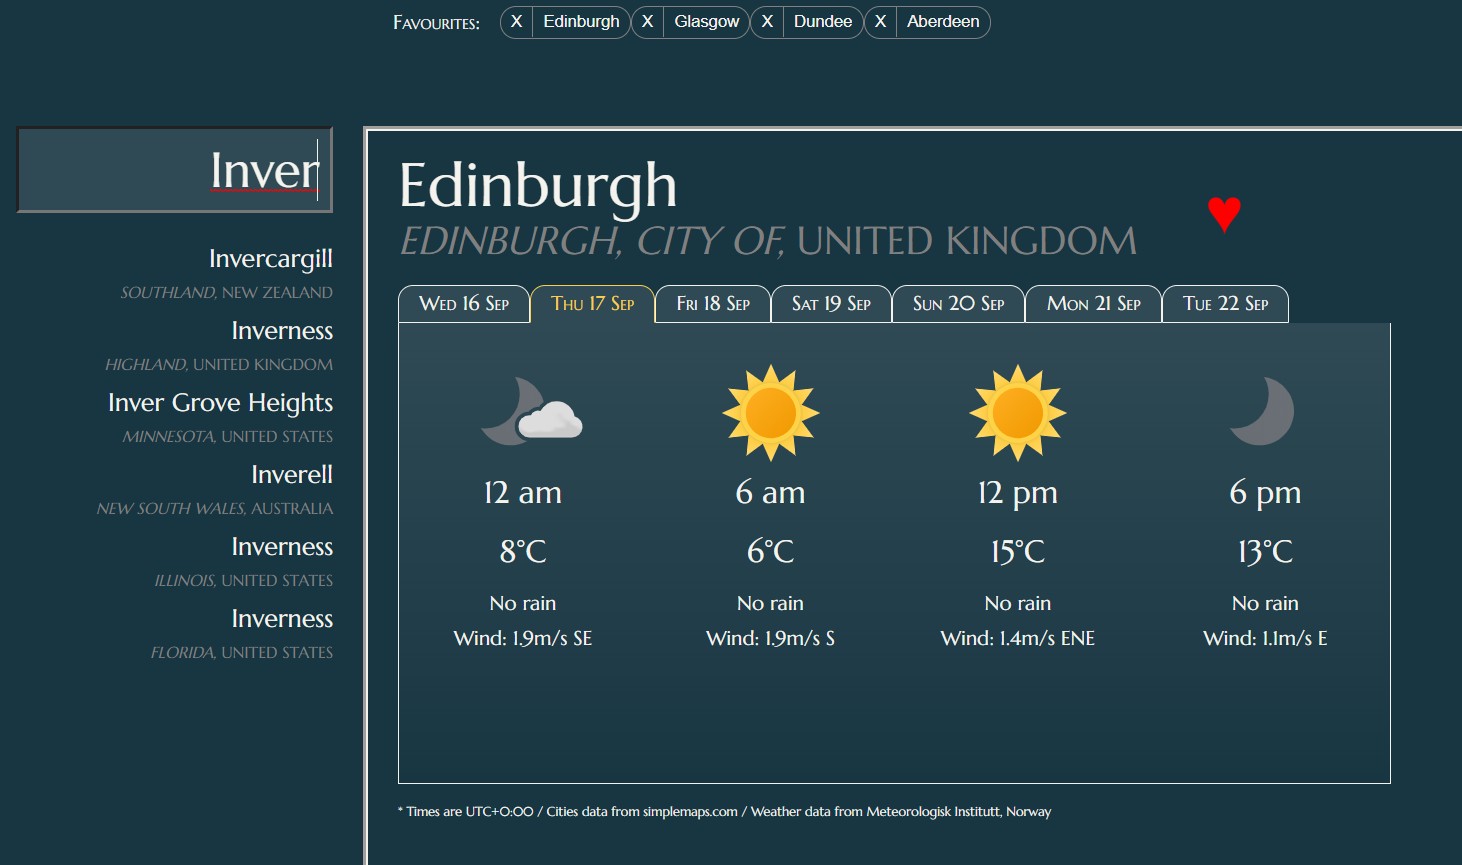 Favourites: X Edinburgh X Glasgow X Dundee X Aberdeen
Inver
Invercargill
SOUTHLAND, NEW ZEALAND
Inverness
HIGHLAND, UNITED KINGDOM
Inver Grove Heights
MINNESOTA, UNITED STATES
Inverell
NEW SOUTH WALES, AUSTRALIA
Inverness
ILLINOIS, UNITED STATES
Inverness
FLORIDA, UNITED STATES
Edinburgh
EDINBURGH, CITY OF, UNITED KINGDOM
Wed 16 Sep Thu 17 Sep Fri 18 Sep Sat 19 Sep Sun 20 Sep Mon 21 Sep Tue 22 Sep
12 am 6 am 12 pm 6 pm
8°C 6°C 15°C 13°C
No rain No rain No rain No rain
Wind: 1.9m/s SE Wind: 1.9m/s S Wind: 1.4m/s ENE Wind: 1.1m/s E
* Times are UTC+0:00 / Cities data from simplemaps.com / Weather data from Meteorologisk Institutt, Norway